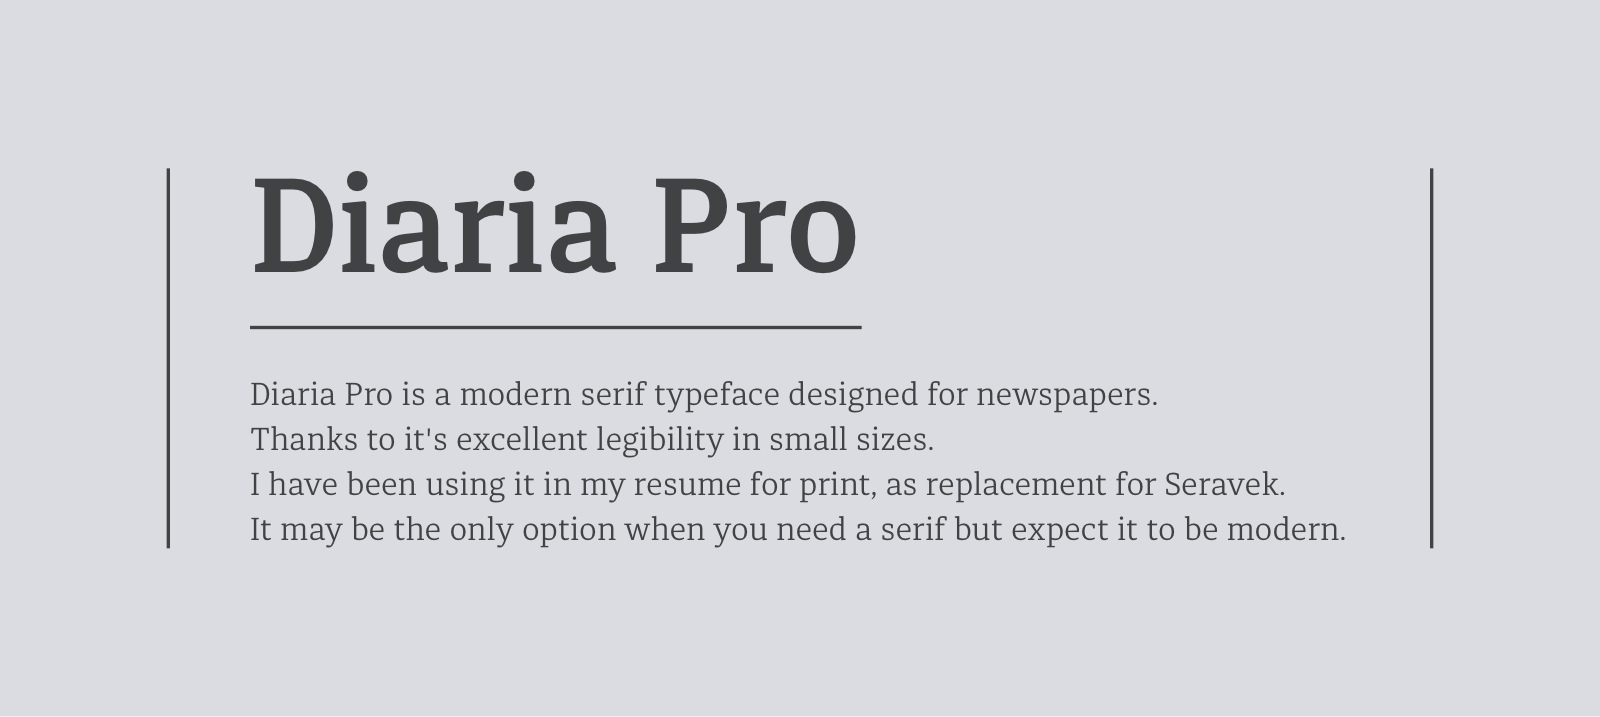 Diaria Pro
Diaria Pro is a modern serif typeface designed for newspapers.
Thanks to it's excellent legibility in small sizes.
I have been using it in my resume for print, as replacement for Seravek.
It may be the only option when you need a serif but expect it to be modern.